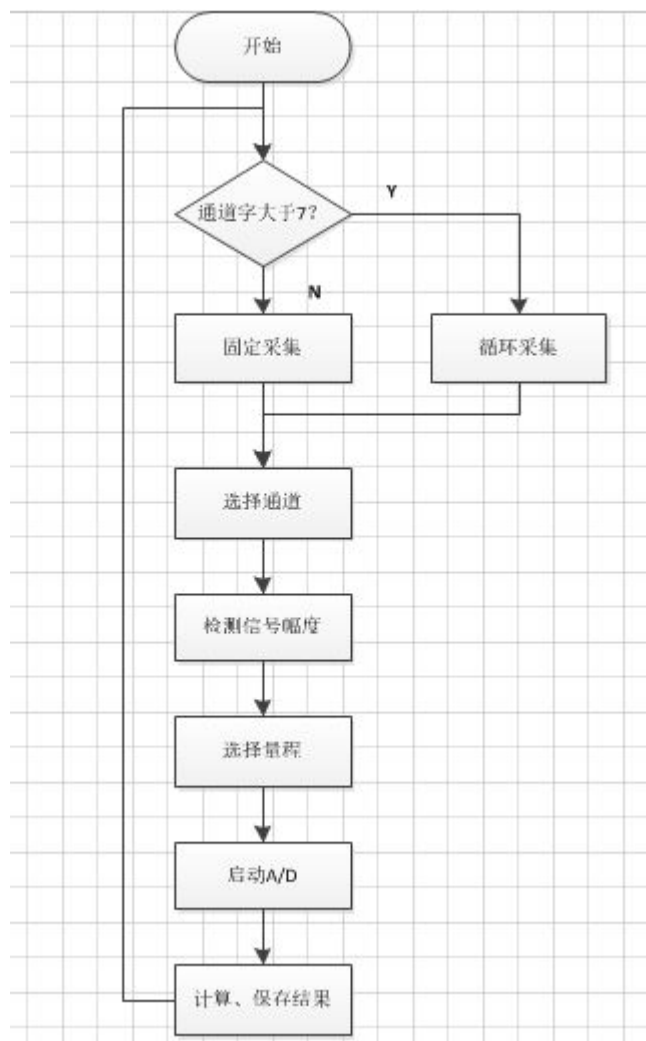 开始
通道字大于7?
Y
N
固定采集
循环采集
选择通道
检测信号幅度
选择量程
启动A/D
计算、保存结果